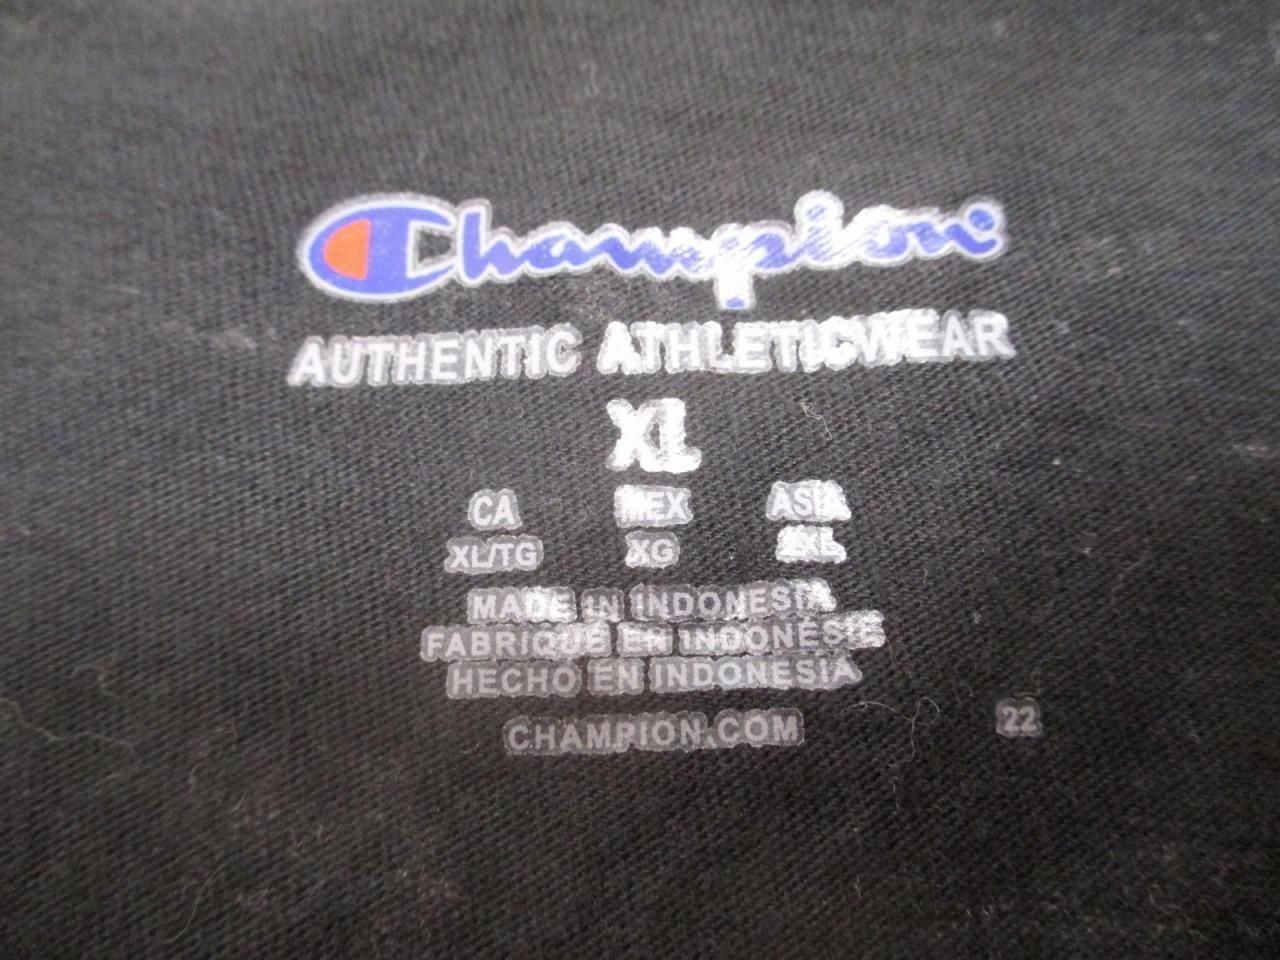 Champion
AUTHENTIC ATHLETICWEAR
XL
CA MEX ASIA
XL/TG XG
MADE IN INDONESIA
FABRIQUÉ EN INDONÉSIE
HECHO EN INDONESIA
CHAMPION.COM
22